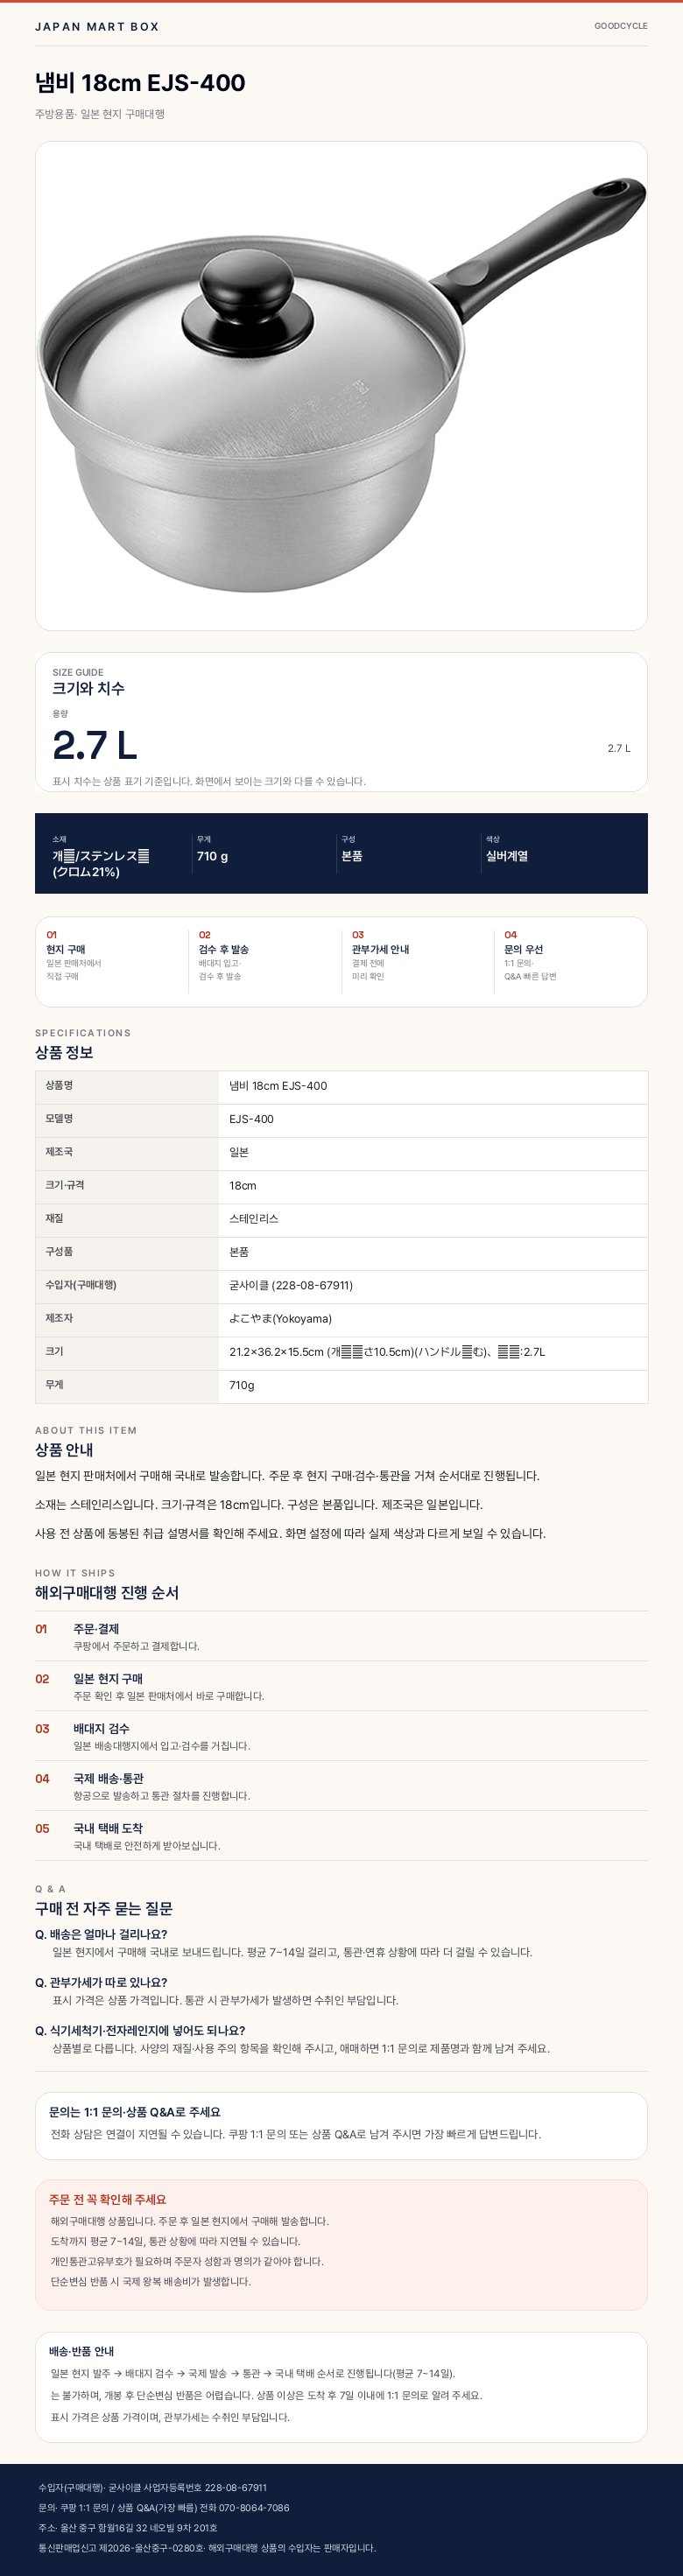 JAPAN MART BOX
GOODCYCLE
냄비 18cm EJS-400
주방용품· 일본 현지 구매대행
SIZE GUIDE
크기와 치수
용량
2.7 L
2.7 L
표시 치수는 상품 표기 기준입니다. 화면에서 보이는 크기와 다를 수 있습니다.
소재
개/ステンレス
(クロム21%)
무게
710 g
구성
본품
색상
실버계열
01
현지 구매
일본 판매처에서
직접 구매
02
검수 후 발송
배대지 입고·
검수 후 발송
03
관부가세 안내
결제 전에
미리 확인
04
문의 우선
1:1 문의·
Q&A 빠른 답변
SPECIFICATIONS
상품 정보
상품명 냄비 18cm EJS-400
모델명 EJS-400
제조국 일본
크기·규격 18cm
재질 스테인리스
구성품 본품
수입자(구매대행) 굳사이클 (228-08-67911)
제조자 よこやま(Yokoyama)
크기 21.2×36.2×15.5cm (개さ10.5cm)(ハンドルむ)、:2.7L
무게 710g
ABOUT THIS ITEM
상품 안내
일본 현지 판매처에서 구매해 국내로 발송합니다. 주문 후 현지 구매·검수·통관을 거쳐 순서대로 진행됩니다.
소재는 스테인리스입니다. 크기·규격은 18cm입니다. 구성은 본품입니다. 제조국은 일본입니다.
사용 전 상품에 동봉된 취급 설명서를 확인해 주세요. 화면 설정에 따라 실제 색상과 다르게 보일 수 있습니다.
HOW IT SHIPS
해외구매대행 진행 순서
01 주문·결제
쿠팡에서 주문하고 결제합니다.
02 일본 현지 구매
주문 확인 후 일본 판매처에서 바로 구매합니다.
03 배대지 검수
일본 배송대행지에서 입고·검수를 거칩니다.
04 국제 배송·통관
항공으로 발송하고 통관 절차를 진행합니다.
05 국내 택배 도착
국내 택배로 안전하게 받아보십니다.
Q & A
구매 전 자주 묻는 질문
Q. 배송은 얼마나 걸리나요?
일본 현지에서 구매해 국내로 보내드립니다. 평균 7~14일 걸리고, 통관·연휴 상황에 따라 더 걸릴 수 있습니다.
Q. 관부가세가 따로 있나요?
표시 가격은 상품 가격입니다. 통관 시 관부가세가 발생하면 수취인 부담입니다.
Q. 식기세척기·전자레인지에 넣어도 되나요?
상품별로 다릅니다. 사양의 재질·사용 주의 항목을 확인해 주시고, 애매하면 1:1 문의로 제품명과 함께 남겨 주세요.
문의는 1:1 문의·상품 Q&A로 주세요
전화 상담은 연결이 지연될 수 있습니다. 쿠팡 1:1 문의 또는 상품 Q&A로 남겨 주시면 가장 빠르게 답변드립니다.
주문 전 꼭 확인해 주세요
해외구매대행 상품입니다. 주문 후 일본 현지에서 구매해 발송합니다.
도착까지 평균 7~14일, 통관 상황에 따라 지연될 수 있습니다.
개인통관고유부호가 필요하며 주문자 성함과 명의가 같아야 합니다.
단순변심 반품 시 국제 왕복 배송비가 발생합니다.
배송·반품 안내
일본 현지 발주 → 배대지 검수 → 국제 발송 → 통관 → 국내 택배 순서로 진행됩니다(평균 7~14일).
는 불가하며, 개봉 후 단순변심 반품은 어렵습니다. 상품 이상은 도착 후 7일 이내에 1:1 문의로 알려 주세요.
표시 가격은 상품 가격이며, 관부가세는 수취인 부담입니다.
수입자(구매대행)· 굳사이클 사업자등록번호 228-08-67911
문의· 쿠팡 1:1 문의 / 상품 Q&A(가장 빠름) 전화 070-8064-7086
주소· 울산 중구 함월16길 32 네오빌 9차 201호
통신판매업신고 제2026-울산중구-0280호· 해외구매대행 상품의 수입자는 판매자입니다.